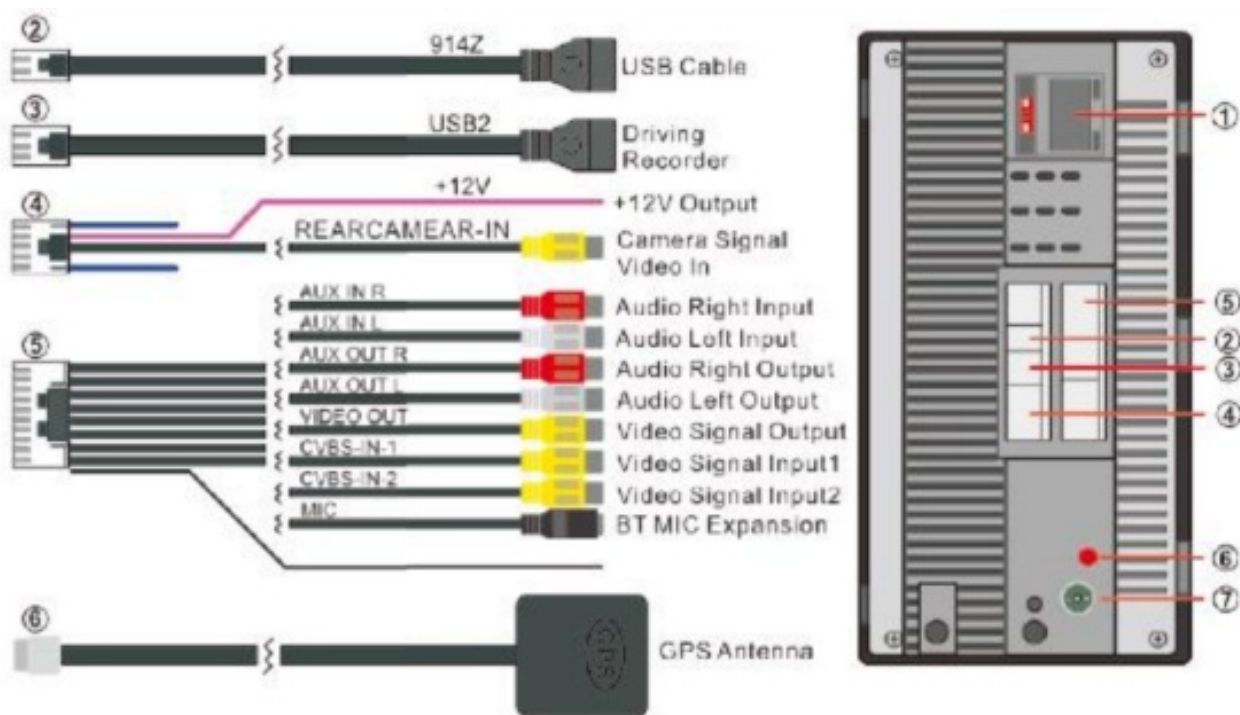 ②
914Z
USB Cable
③
USB2
Driving
Recorder
④
+12V
+12V Output
REARCAMEAR-IN
Camera Signal
Video In
⑤
AUX IN R
Audio Right Input
AUX IN L
Audio Left Input
AUX OUT R
Audio Right Output
AUX OUT L
Audio Left Output
VIDEO OUT
Video Signal Output
CVBS-IN-1
Video Signal Input1
CVBS-IN-2
Video Signal Input2
MIC
BT MIC Expansion
⑥
GPS
GPS Antenna
①
⑤
②
③
④
⑥
⑦